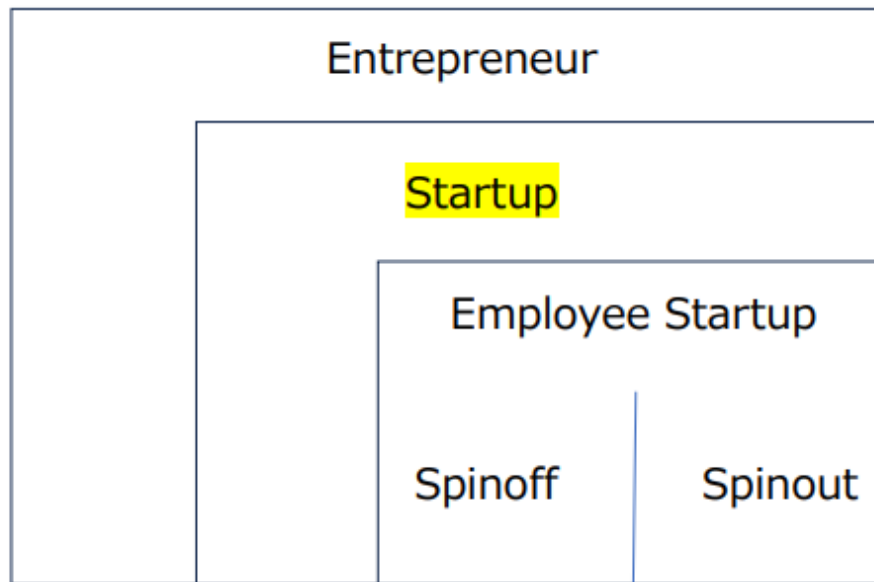 Entrepreneur
Startup
Employee Startup
Spinoff
Spinout